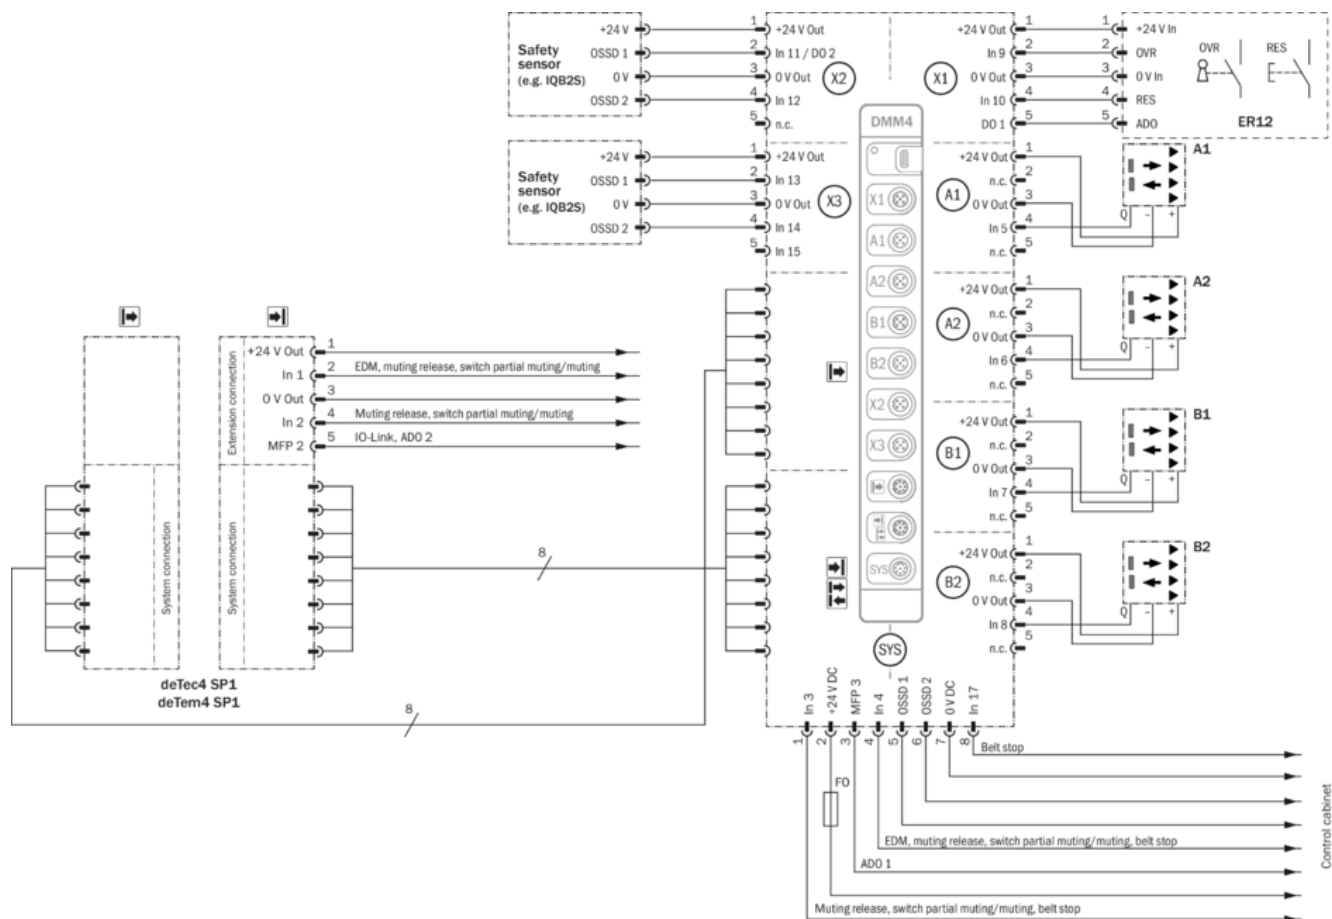 Safety
sensor
(e.g. IQB2S)
+24 V
OSSD 1
0 V
OSSD 2
1 +24 V Out
2 In 11 / DO 2
3 0 V Out
4 In 12
5 n.c.
X2
X1
+24 V Out 1
In 9 2
0 V Out 3
In 10 4
DO 1 5
1 +24 V In
2 OVR
3 0 V In
4 RES
5 ADO
OVR
RES
ER12
Safety
sensor
(e.g. IQB2S)
+24 V
OSSD 1
0 V
OSSD 2
1 +24 V Out
2 In 13
3 0 V Out
4 In 14
5 In 15
X3
DMM4
X1
A1
A2
B1
B2
X2
X3
SYS
A1
+24 V Out 1
n.c. 2
0 V Out 3
In 5 4
n.c. 5
A1
Q – +
A2
+24 V Out 1
n.c. 2
0 V Out 3
In 6 4
n.c. 5
A2
Q – +
B1
+24 V Out 1
n.c. 2
0 V Out 3
In 7 4
n.c. 5
B1
Q – +
B2
+24 V Out 1
n.c. 2
0 V Out 3
In 8 4
n.c. 5
B2
Q – +
Extension connection
+24 V Out 1
In 1 2 EDM, muting release, switch partial muting/muting
0 V Out 3
In 2 4 Muting release, switch partial muting/muting
MFP 2 5 IO-Link, ADO 2
System connection
System connection
8
8
deTec4 SP1
deTem4 SP1
SYS
In 3
+24 V DC
MFP 3
In 4
OSSD 1
OSSD 2
0 V DC
In 17
1
2
3
4
5
6
7
8
Belt stop
F0
EDM, muting release, switch partial muting/muting, belt stop
ADO 1
Muting release, switch partial muting/muting, belt stop
Control cabinet